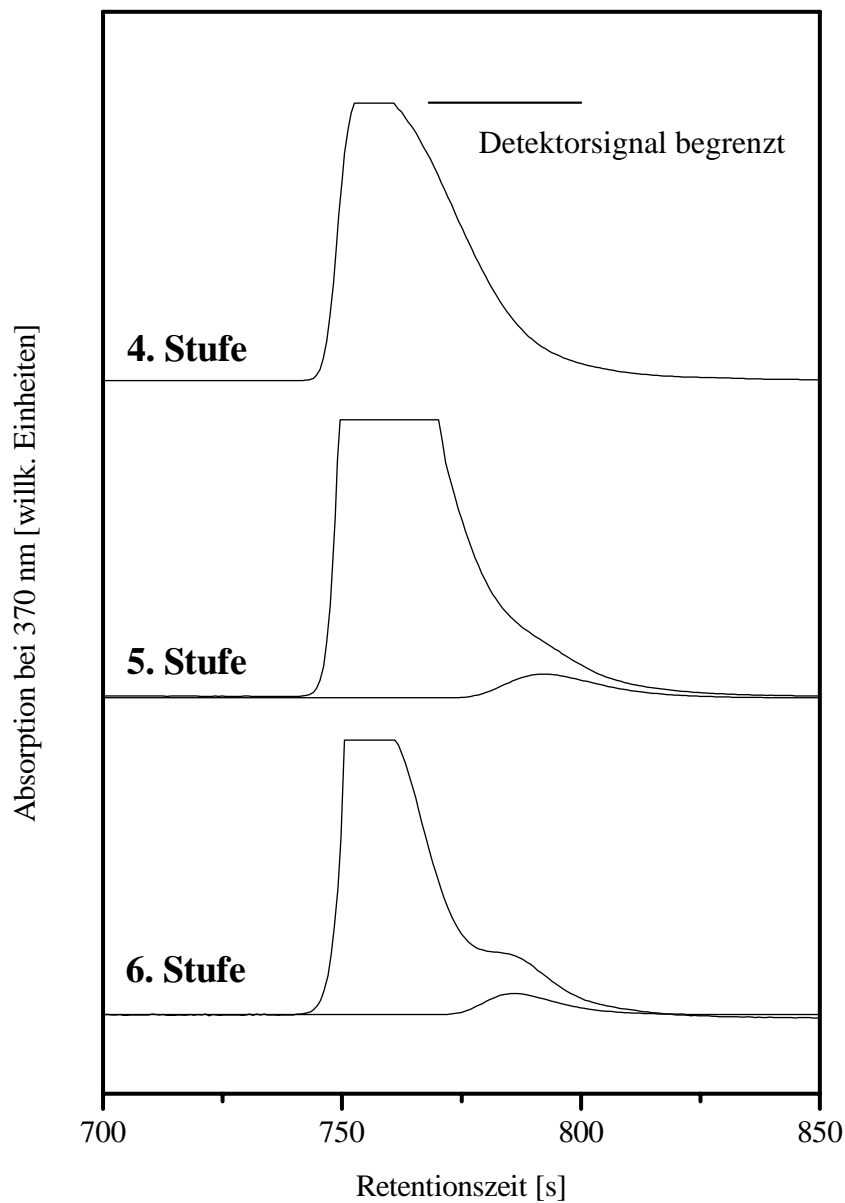 Detektorsignal begrenzt
4. Stufe
5. Stufe
6. Stufe
Absorption bei 370 nm [willk. Einheiten]
700 750 800 850
Retentionszeit [s]